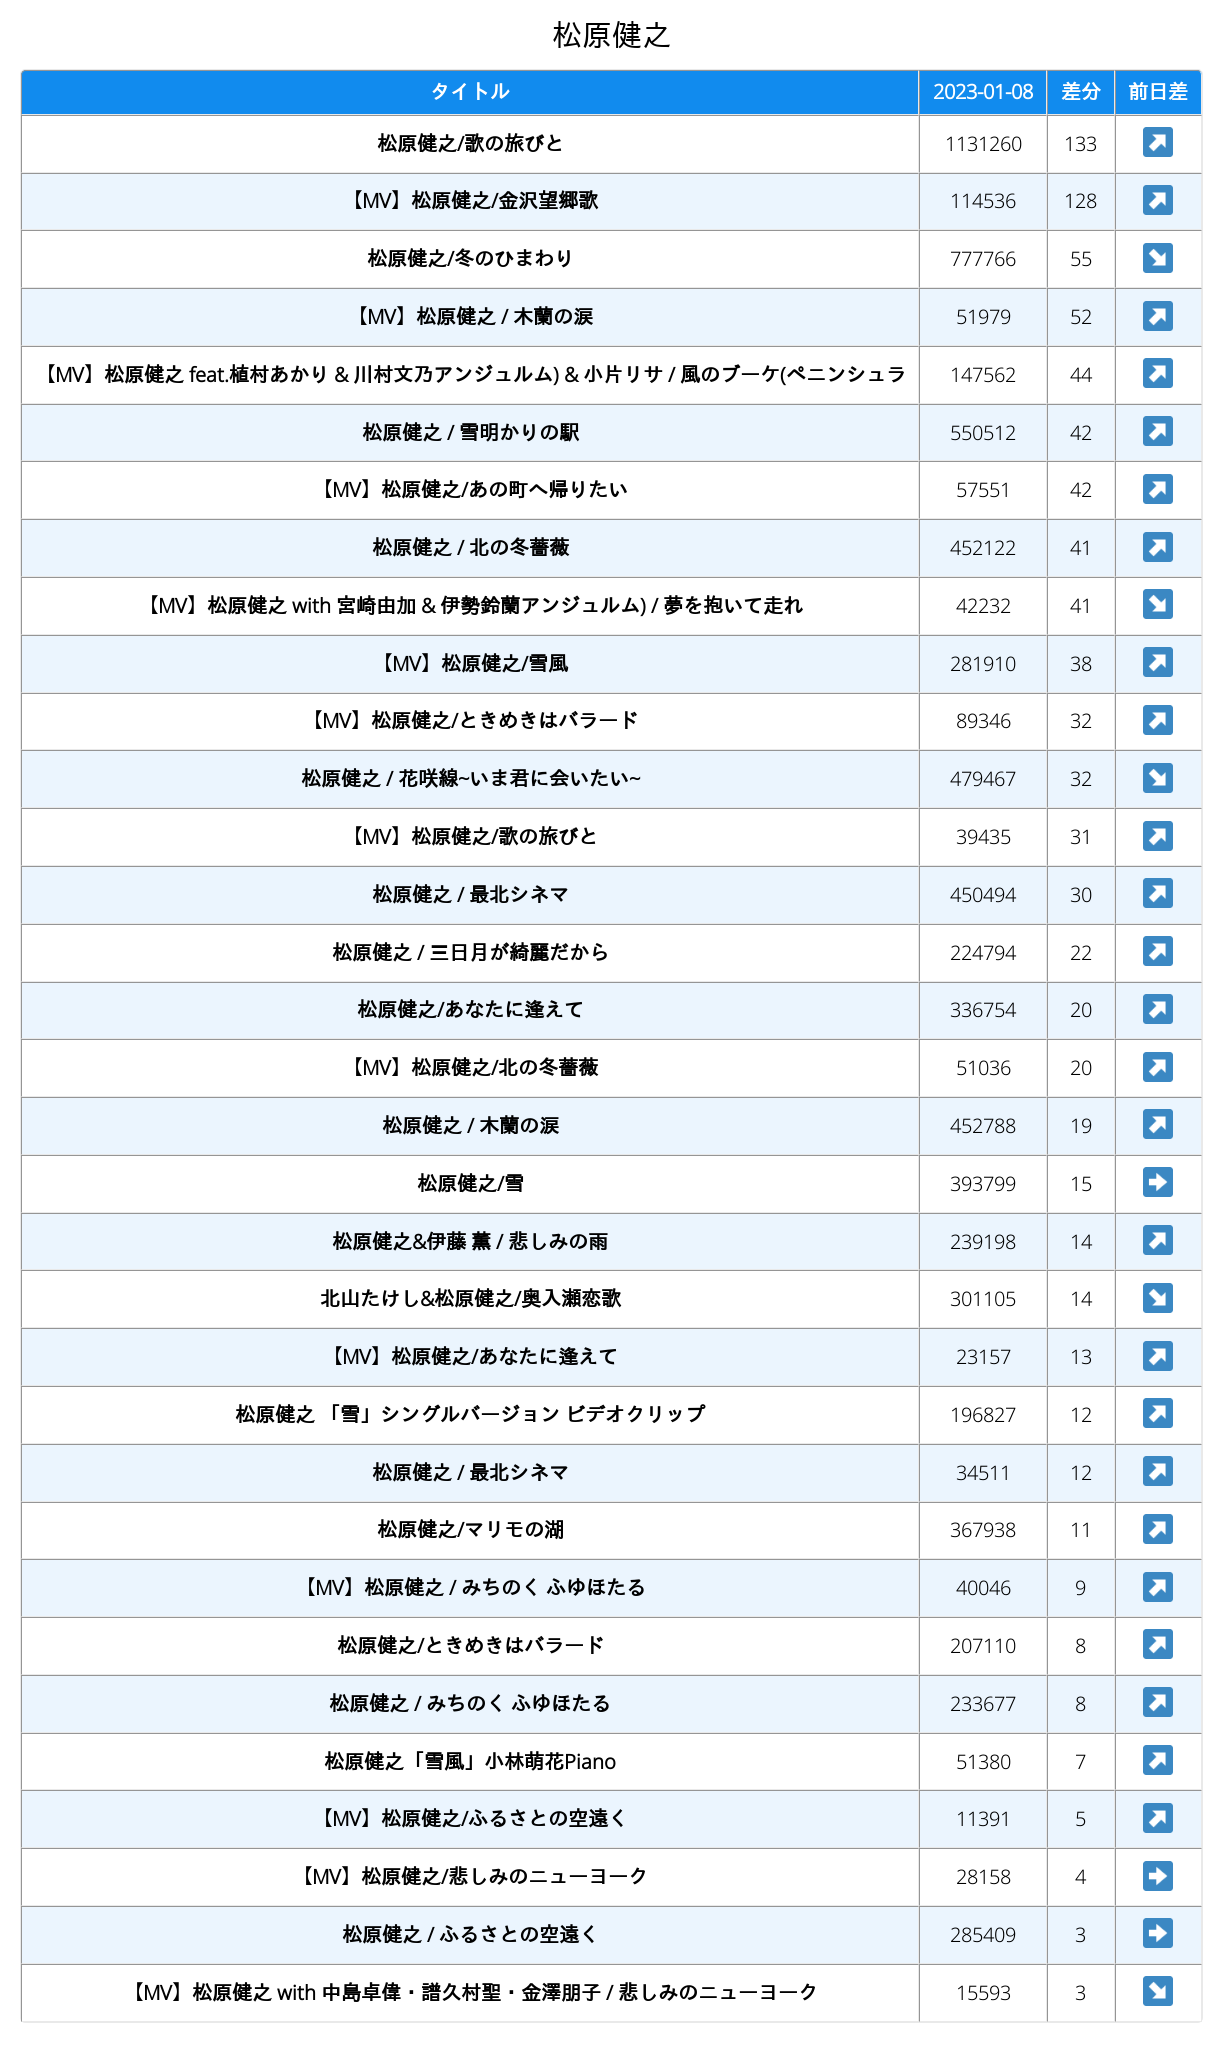 松原健之
タイトル 2023-01-08 差分 前日差
松原健之/歌の旅びと 1131260 133 ↗
【MV】松原健之/金沢望郷歌 114536 128 ↗
松原健之/冬のひまわり 777766 55 ↘
【MV】松原健之 / 木蘭の涙 51979 52 ↗
【MV】松原健之 feat.植村あかり & 川村文乃アンジュルム) & 小片リサ / 風のブーケ(ペニンシュラ 147562 44 ↗
松原健之 / 雪明かりの駅 550512 42 ↗
【MV】松原健之/あの町へ帰りたい 57551 42 ↗
松原健之 / 北の冬薔薇 452122 41 ↗
【MV】松原健之 with 宮崎由加 & 伊勢鈴蘭アンジュルム) / 夢を抱いて走れ 42232 41 ↘
【MV】松原健之/雪風 281910 38 ↗
【MV】松原健之/ときめきはバラード 89346 32 ↗
松原健之 / 花咲線~いま君に会いたい~ 479467 32 ↘
【MV】松原健之/歌の旅びと 39435 31 ↗
松原健之 / 最北シネマ 450494 30 ↗
松原健之 / 三日月が綺麗だから 224794 22 ↗
松原健之/あなたに逢えて 336754 20 ↗
【MV】松原健之/北の冬薔薇 51036 20 ↗
松原健之 / 木蘭の涙 452788 19 ↗
松原健之/雪 393799 15 ➡
松原健之&伊藤 薫 / 悲しみの雨 239198 14 ↗
北山たけし&松原健之/奥入瀬恋歌 301105 14 ↘
【MV】松原健之/あなたに逢えて 23157 13 ↗
松原健之 「雪」シングルバージョン ビデオクリップ 196827 12 ↗
松原健之 / 最北シネマ 34511 12 ↗
松原健之/マリモの湖 367938 11 ↗
【MV】松原健之 / みちのく ふゆほたる 40046 9 ↗
松原健之/ときめきはバラード 207110 8 ↗
松原健之 / みちのく ふゆほたる 233677 8 ↗
松原健之「雪風」小林萌花Piano 51380 7 ↗
【MV】松原健之/ふるさとの空遠く 11391 5 ↗
【MV】松原健之/悲しみのニューヨーク 28158 4 ➡
松原健之 / ふるさとの空遠く 285409 3 ➡
【MV】松原健之 with 中島卓偉・譜久村聖・金澤朋子 / 悲しみのニューヨーク 15593 3 ↘